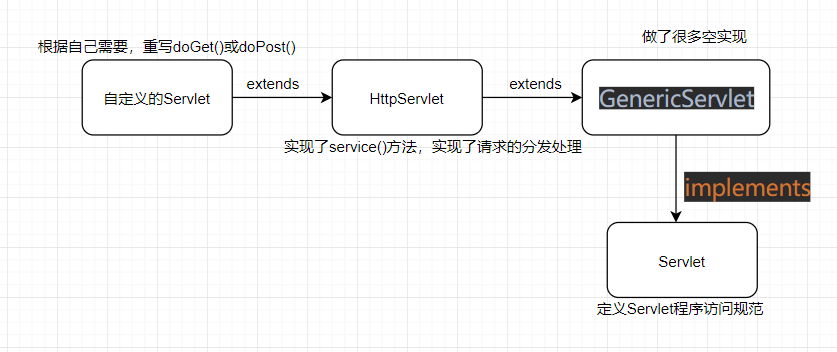 做了很多空实现
根据自己需要，重写doGet()或doPost()
自定义的Servlet
extends
HttpServlet
extends
GenericServlet
实现了service()方法，实现了请求的分发处理
implements
Servlet
定义Servlet程序访问规范